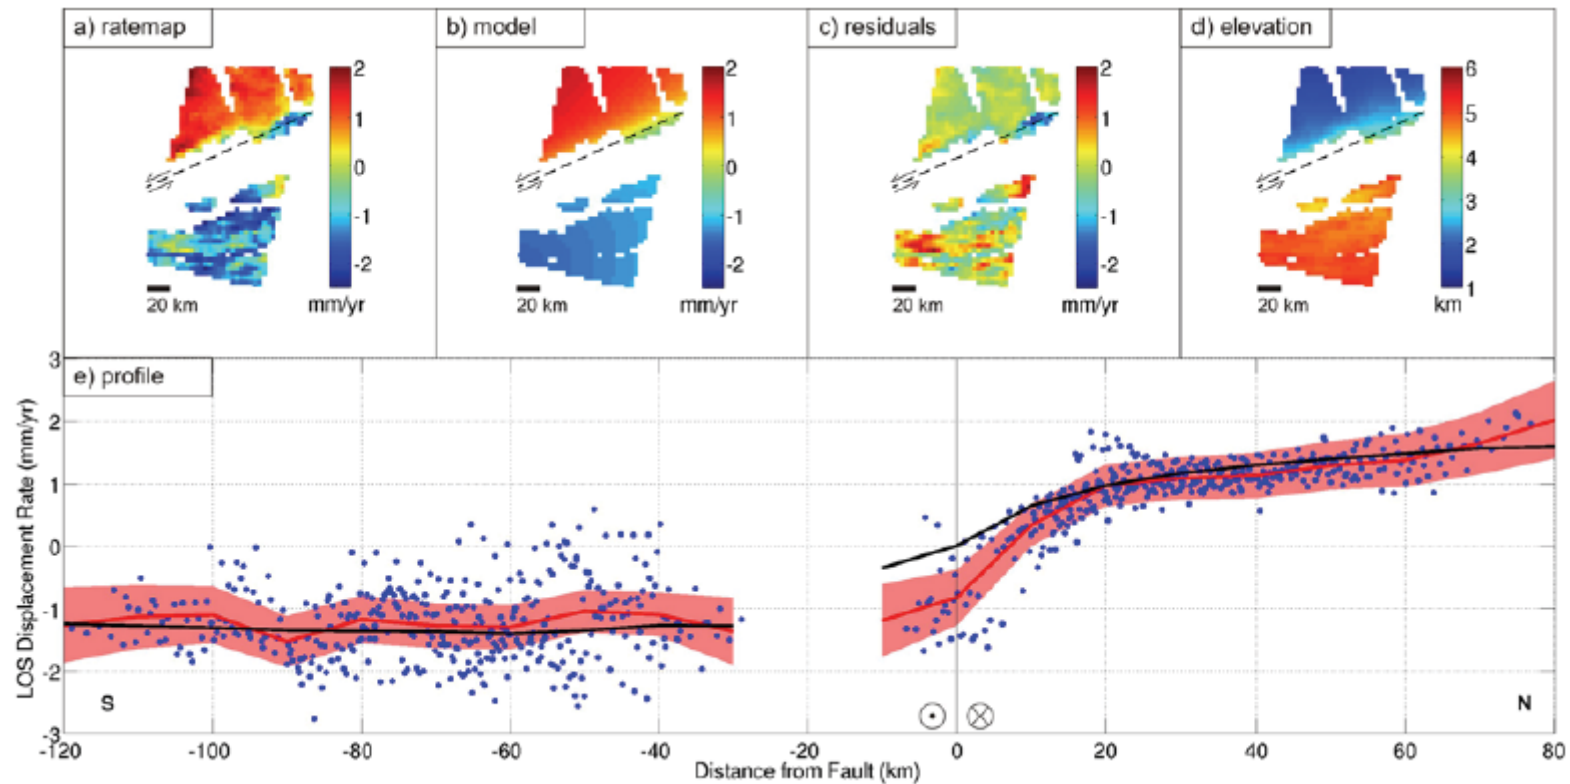 a) ratemap
b) model
c) residuals
d) elevation
2
1
0
-1
-2
mm/yr
20 km
2
1
0
-1
-2
mm/yr
20 km
2
1
0
-1
-2
mm/yr
20 km
6
5
4
3
2
1
km
20 km
e) profile
LOS Displacement Rate (mm/yr)
3
2
1
0
-1
-2
-3
S
N
-120
-100
-80
-60
-40
-20
0
20
40
60
80
Distance from Fault (km)